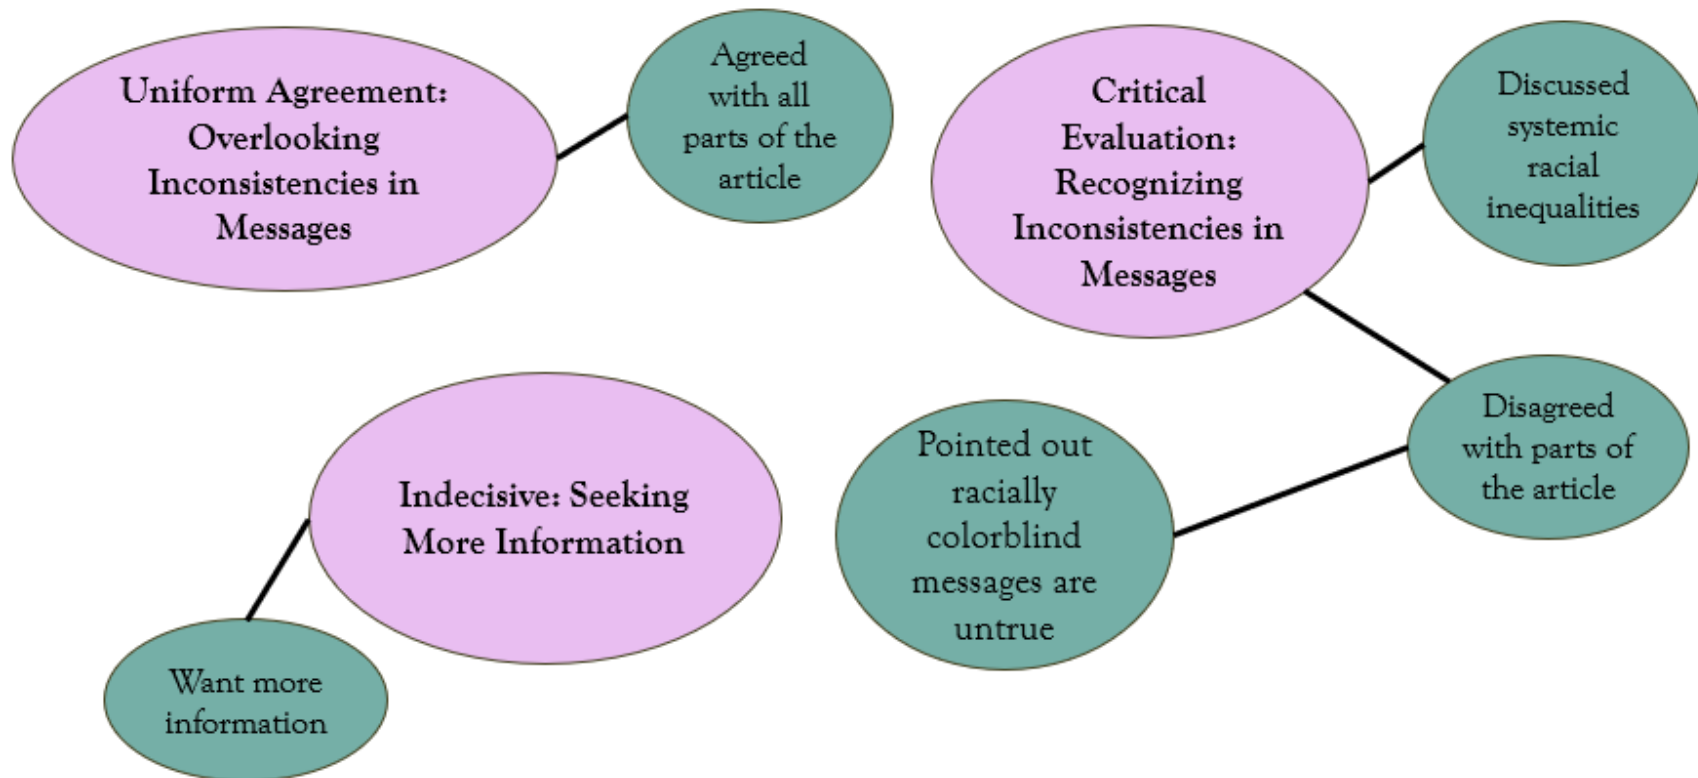 Uniform Agreement:
Overlooking
Inconsistencies in
Messages
Agreed
with all
parts of the
article
Critical
Evaluation:
Recognizing
Inconsistencies in
Messages
Discussed
systemic
racial
inequalities
Disagreed
with parts of
the article
Pointed out
racially
colorblind
messages are
untrue
Indecisive: Seeking
More Information
Want more
information